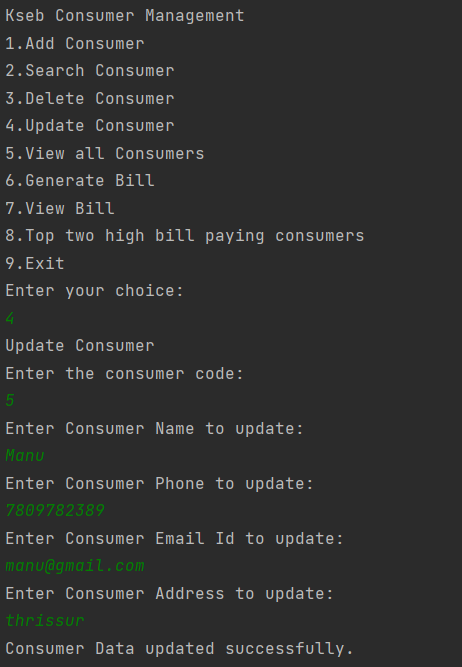 Kseb Consumer Management
1.Add Consumer
2.Search Consumer
3.Delete Consumer
4.Update Consumer
5.View all Consumers
6.Generate Bill
7.View Bill
8.Top two high bill paying consumers
9.Exit
Enter your choice:
4
Update Consumer
Enter the consumer code:
5
Enter Consumer Name to update:
Manu
Enter Consumer Phone to update:
7809782389
Enter Consumer Email Id to update:
manu@gmail.com
Enter Consumer Address to update:
thrissur
Consumer Data updated successfully.